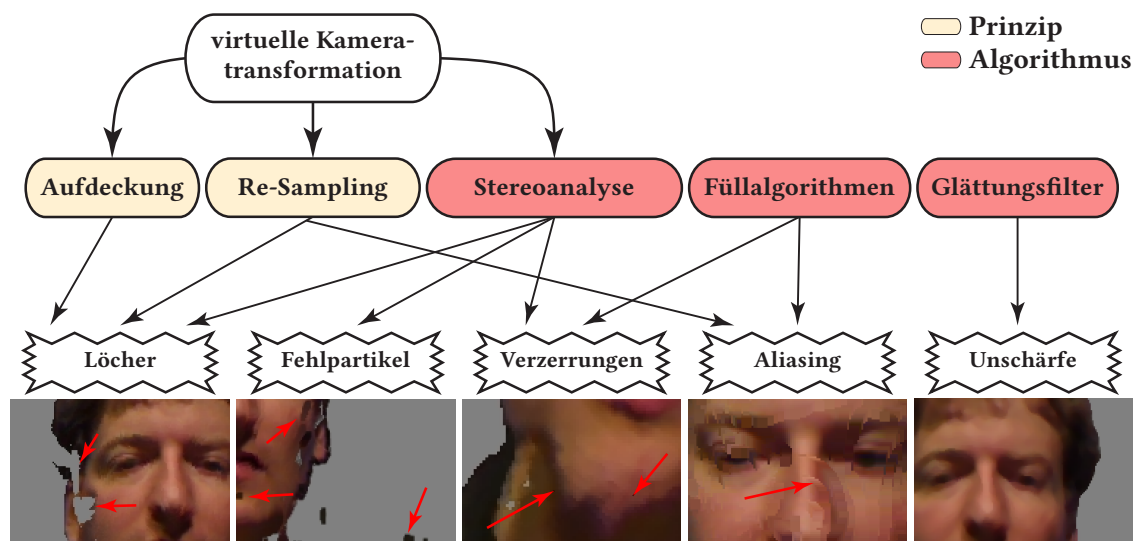 virtuelle Kamera-
transformation
Prinzip
Algorithmus
Aufdeckung
Re-Sampling
Stereoanalyse
Füllalgorithmen
Glättungsfilter
Löcher
Fehlpartikel
Verzerrungen
Aliasing
Unschärfe